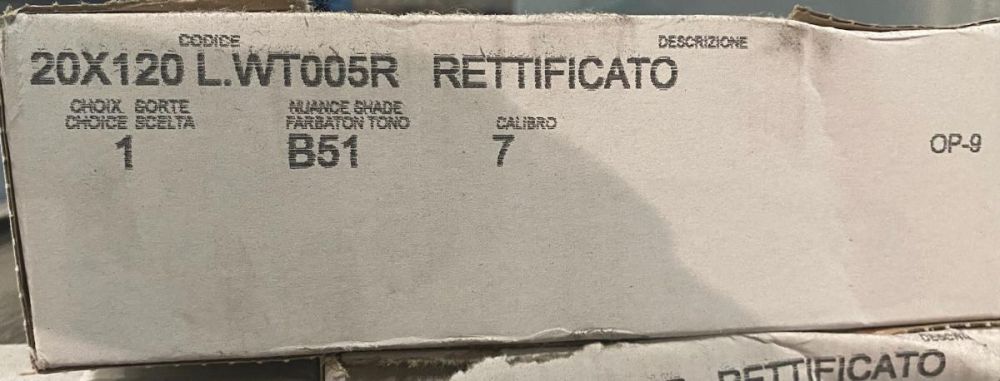 CODICE DESCRIZIONE
20X120 L.WT005R RETTIFICATO
CHOIX SORTE NUANCE SHADE
CHOICE SCELTA FARBATON TONO CALIBRO
1 B51 7 OP-9
RETTIFICATO